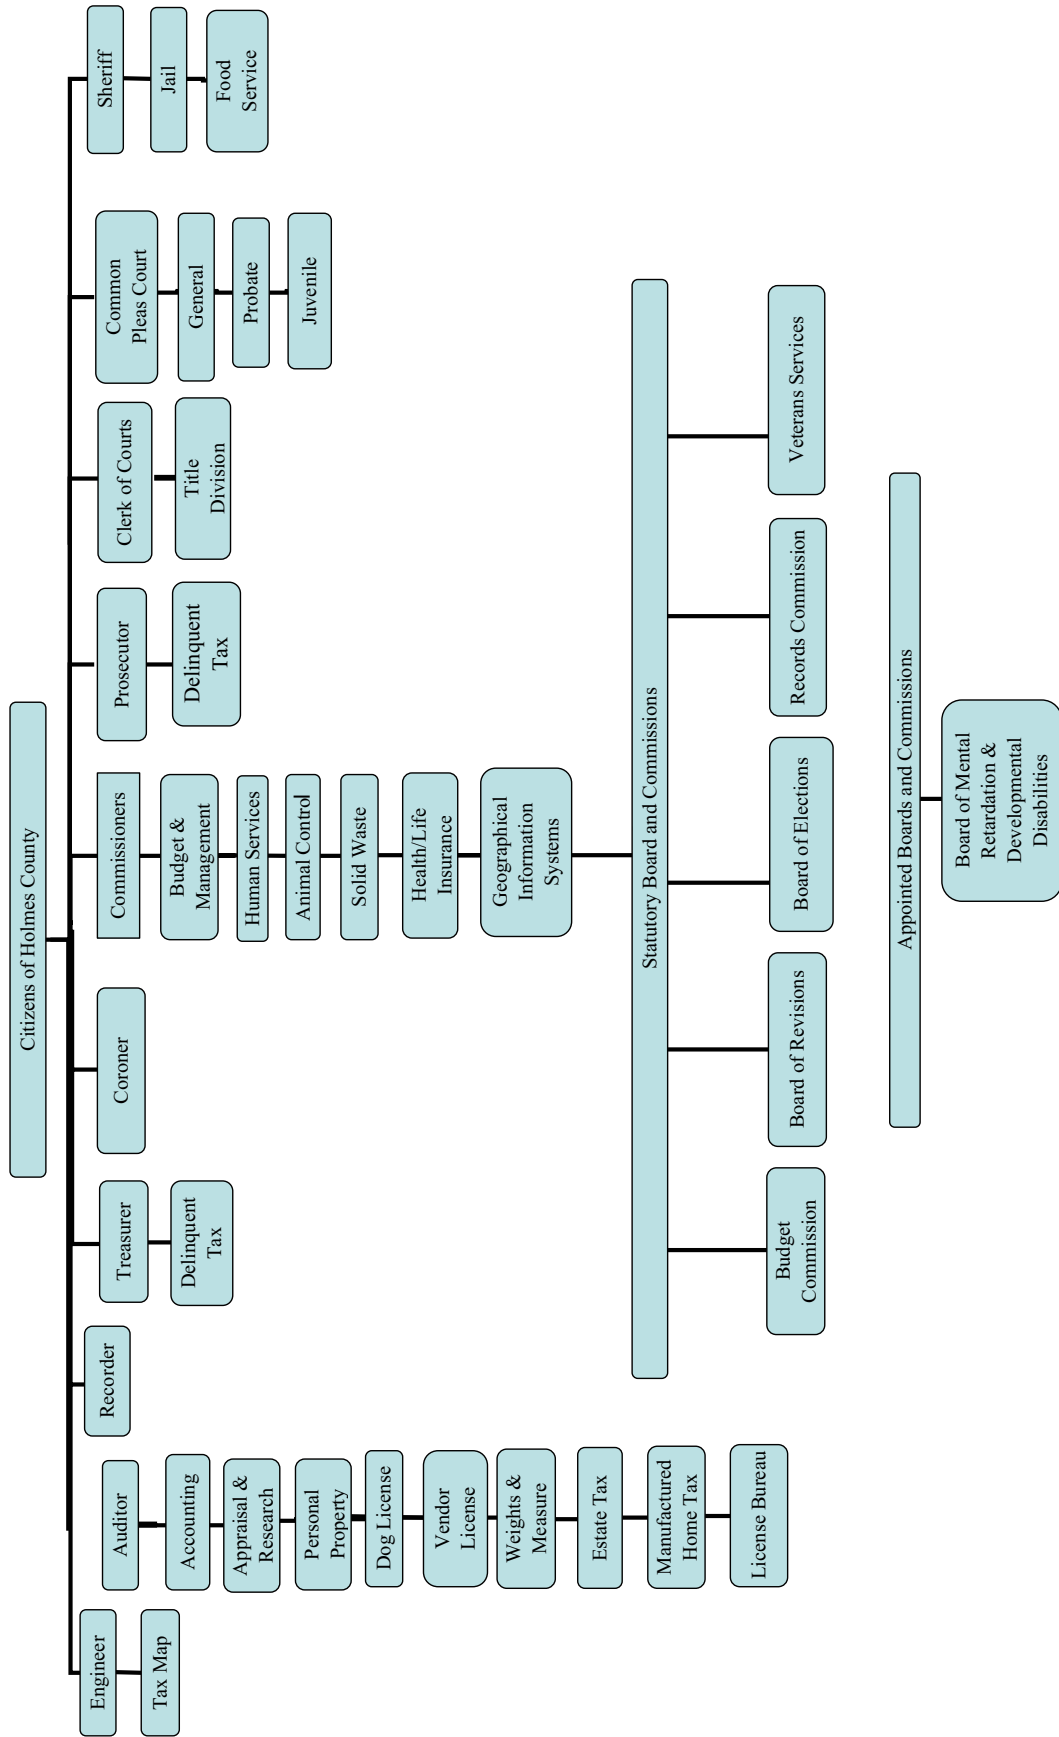 Citizens of Holmes County
Engineer
Tax Map
Auditor
Accounting
Appraisal &
Research
Personal
Property
Dog License
Vendor
License
Weights &
Measure
Estate Tax
Manufactured
Home Tax
License Bureau
Recorder
Treasurer
Delinquent
Tax
Coroner
Commissioners
Budget &
Management
Human Services
Animal Control
Solid Waste
Health/Life
Insurance
Geographical
Information
Systems
Prosecutor
Delinquent
Tax
Clerk of Courts
Title
Division
Common
Pleas Court
General
Probate
Juvenile
Sheriff
Jail
Food
Service
Statutory Board and Commissions
Budget
Commission
Board of Revisions
Board of Elections
Records Commission
Veterans Services
Appointed Boards and Commissions
Board of Mental
Retardation &
Developmental
Disabilities